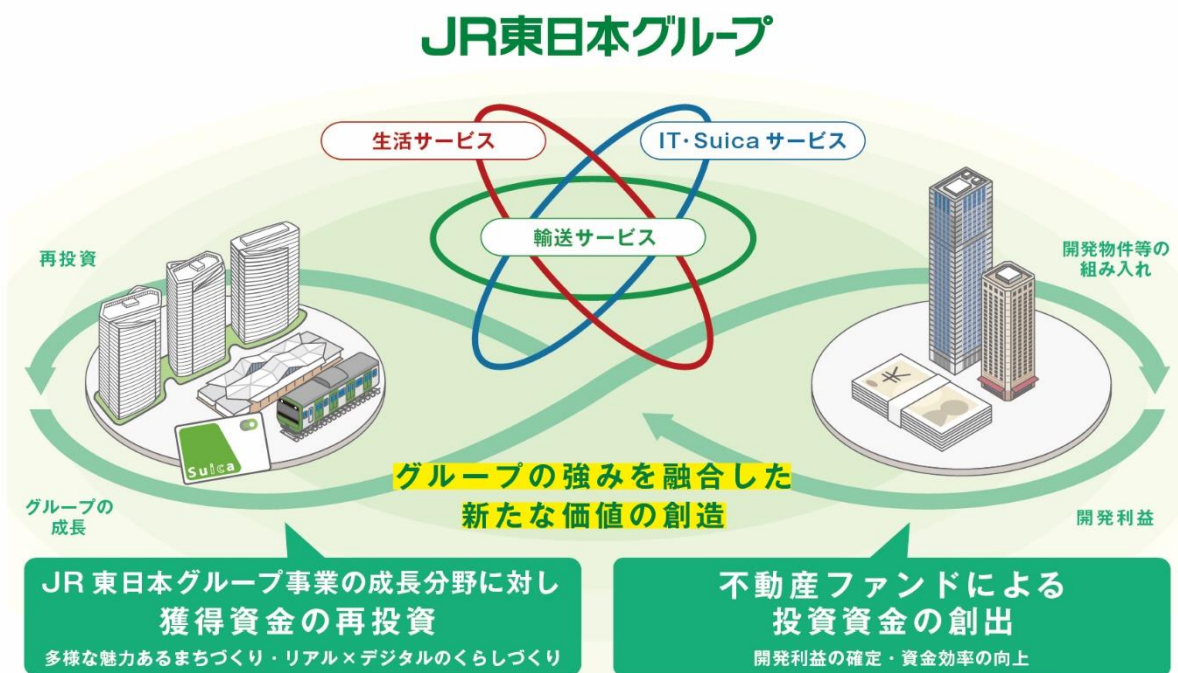 JR東日本グループ
生活サービス
IT・Suica サービス
輸送サービス
再投資
開発物件等の
組み入れ
Suica
¥
グループの強みを融合した
新たな価値の創造
グループの
成長
開発利益
JR 東日本グループ事業の成長分野に対し
獲得資金の再投資
多様な魅力あるまちづくり・リアル×デジタルのくらしづくり
不動産ファンドによる
投資資金の創出
開発利益の確定・資金効率の向上